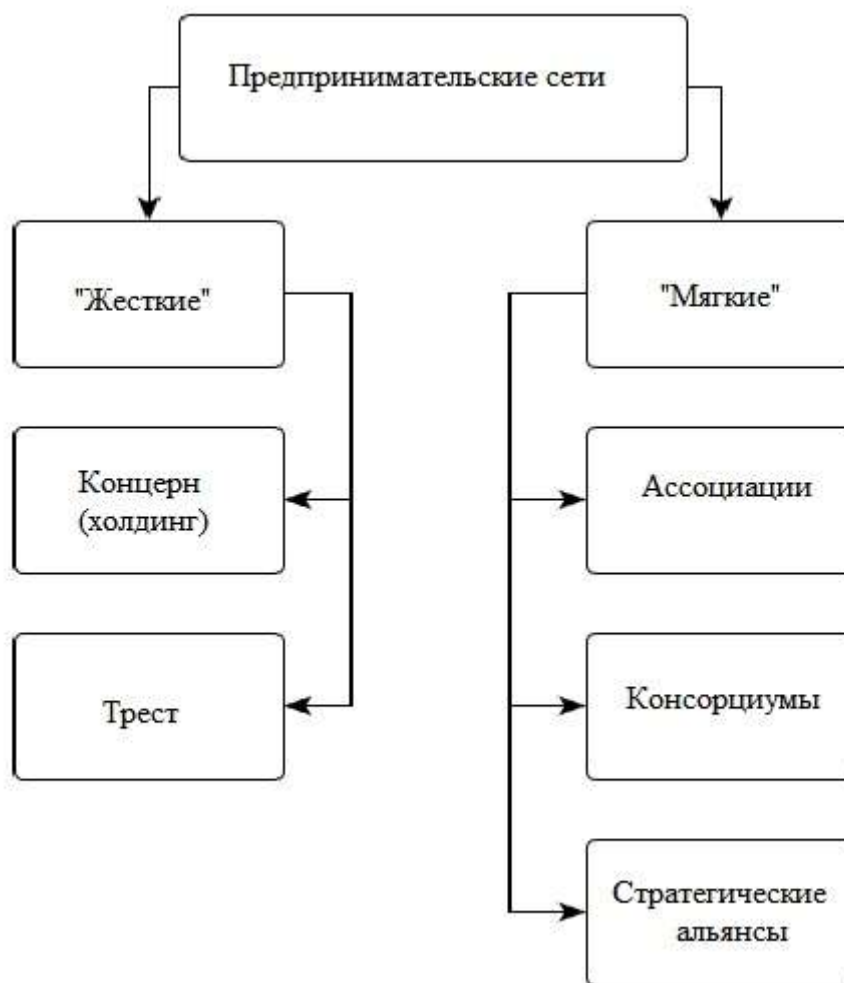 Предпринимательские сети
"Жесткие"
"Мягкие"
Концерн
(холдинг)
Ассоциации
Трест
Консорциумы
Стратегические
альянсы